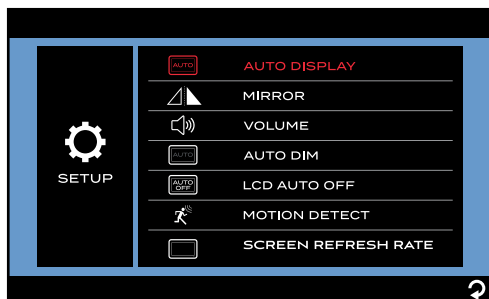 AUTO AUTO DISPLAY
MIRROR
VOLUME
AUTO AUTO DIM
SETUP
AUTO OFF LCD AUTO OFF
MOTION DETECT
SCREEN REFRESH RATE